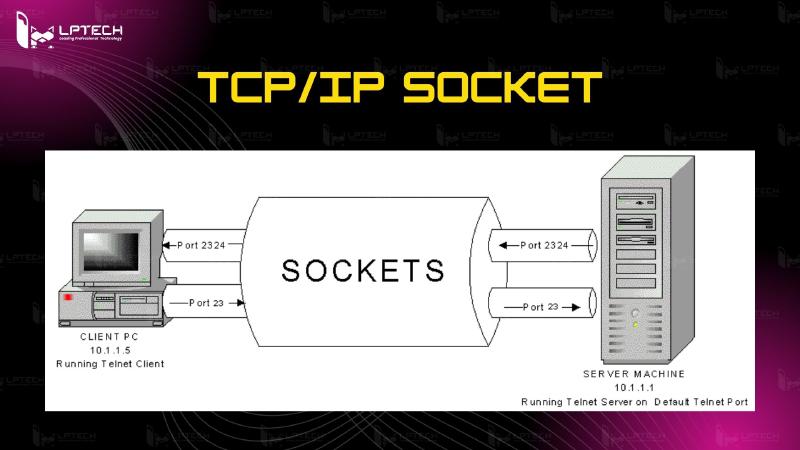 LPTECH
Leading Professional Technology
TCP/IP SOCKET
Port 2324
Port 2324
SOCKETS
Port 23
Port 23
CLIENT PC
10.1.1.5
Running Telnet Client
SERVER MACHINE
10.1.1.1
Running Telnet Server on Default Telnet Port